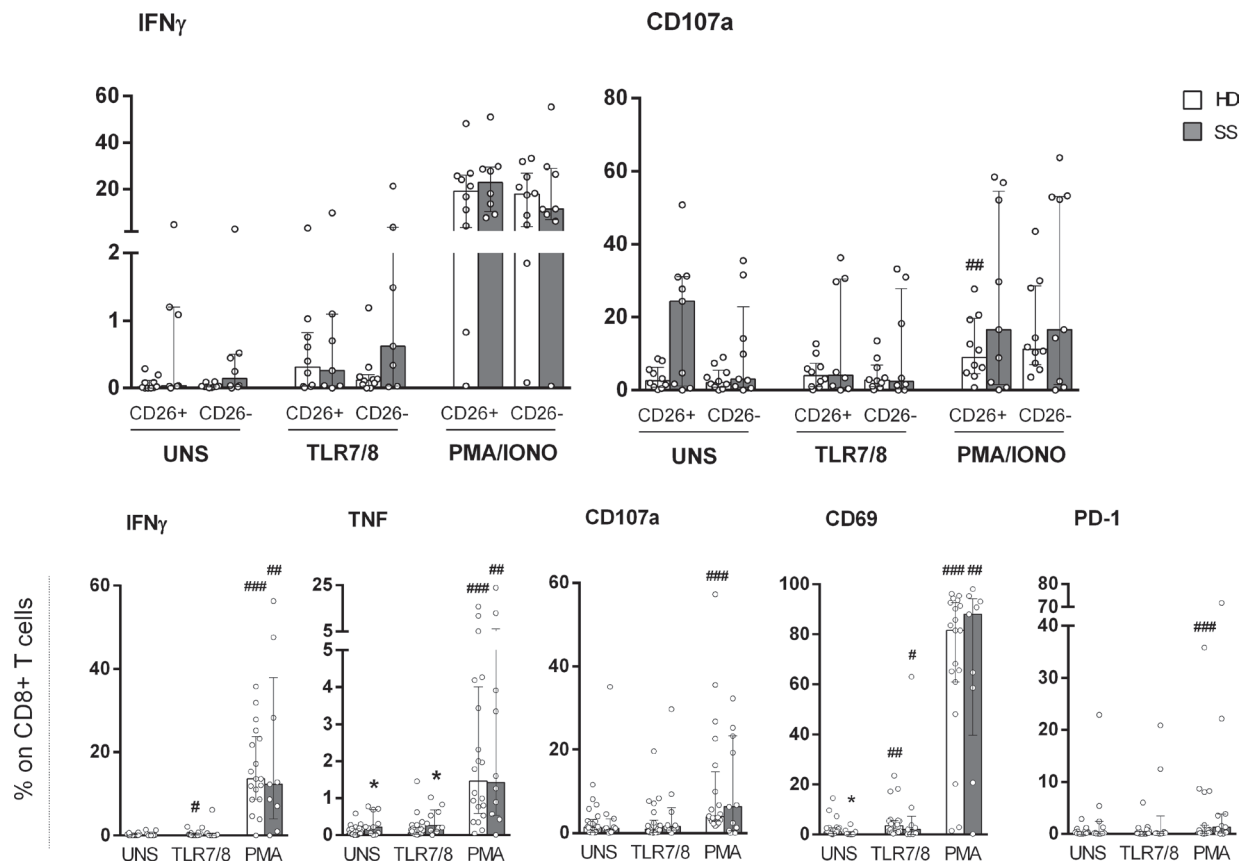 IFNγ
CD107a
HD
SS
60
40
20
2
1
0
80
60
40
20
0
CD26+ CD26- CD26+ CD26- CD26+ CD26-
UNS TLR7/8 PMA/IONO
CD26+ CD26- CD26+ CD26- CD26+ CD26-
UNS TLR7/8 PMA/IONO
##
% on CD8+ T cells
IFNγ
60
40
20
0
# ### ##
UNS TLR7/8 PMA
TNF
25
5
5
4
3
2
1
0
* * ### ##
UNS TLR7/8 PMA
CD107a
60
40
20
0
###
UNS TLR7/8 PMA
CD69
100
80
60
40
20
0
* ## # ### ##
UNS TLR7/8 PMA
PD-1
80
70
40
30
20
10
0
###
UNS TLR7/8 PMA